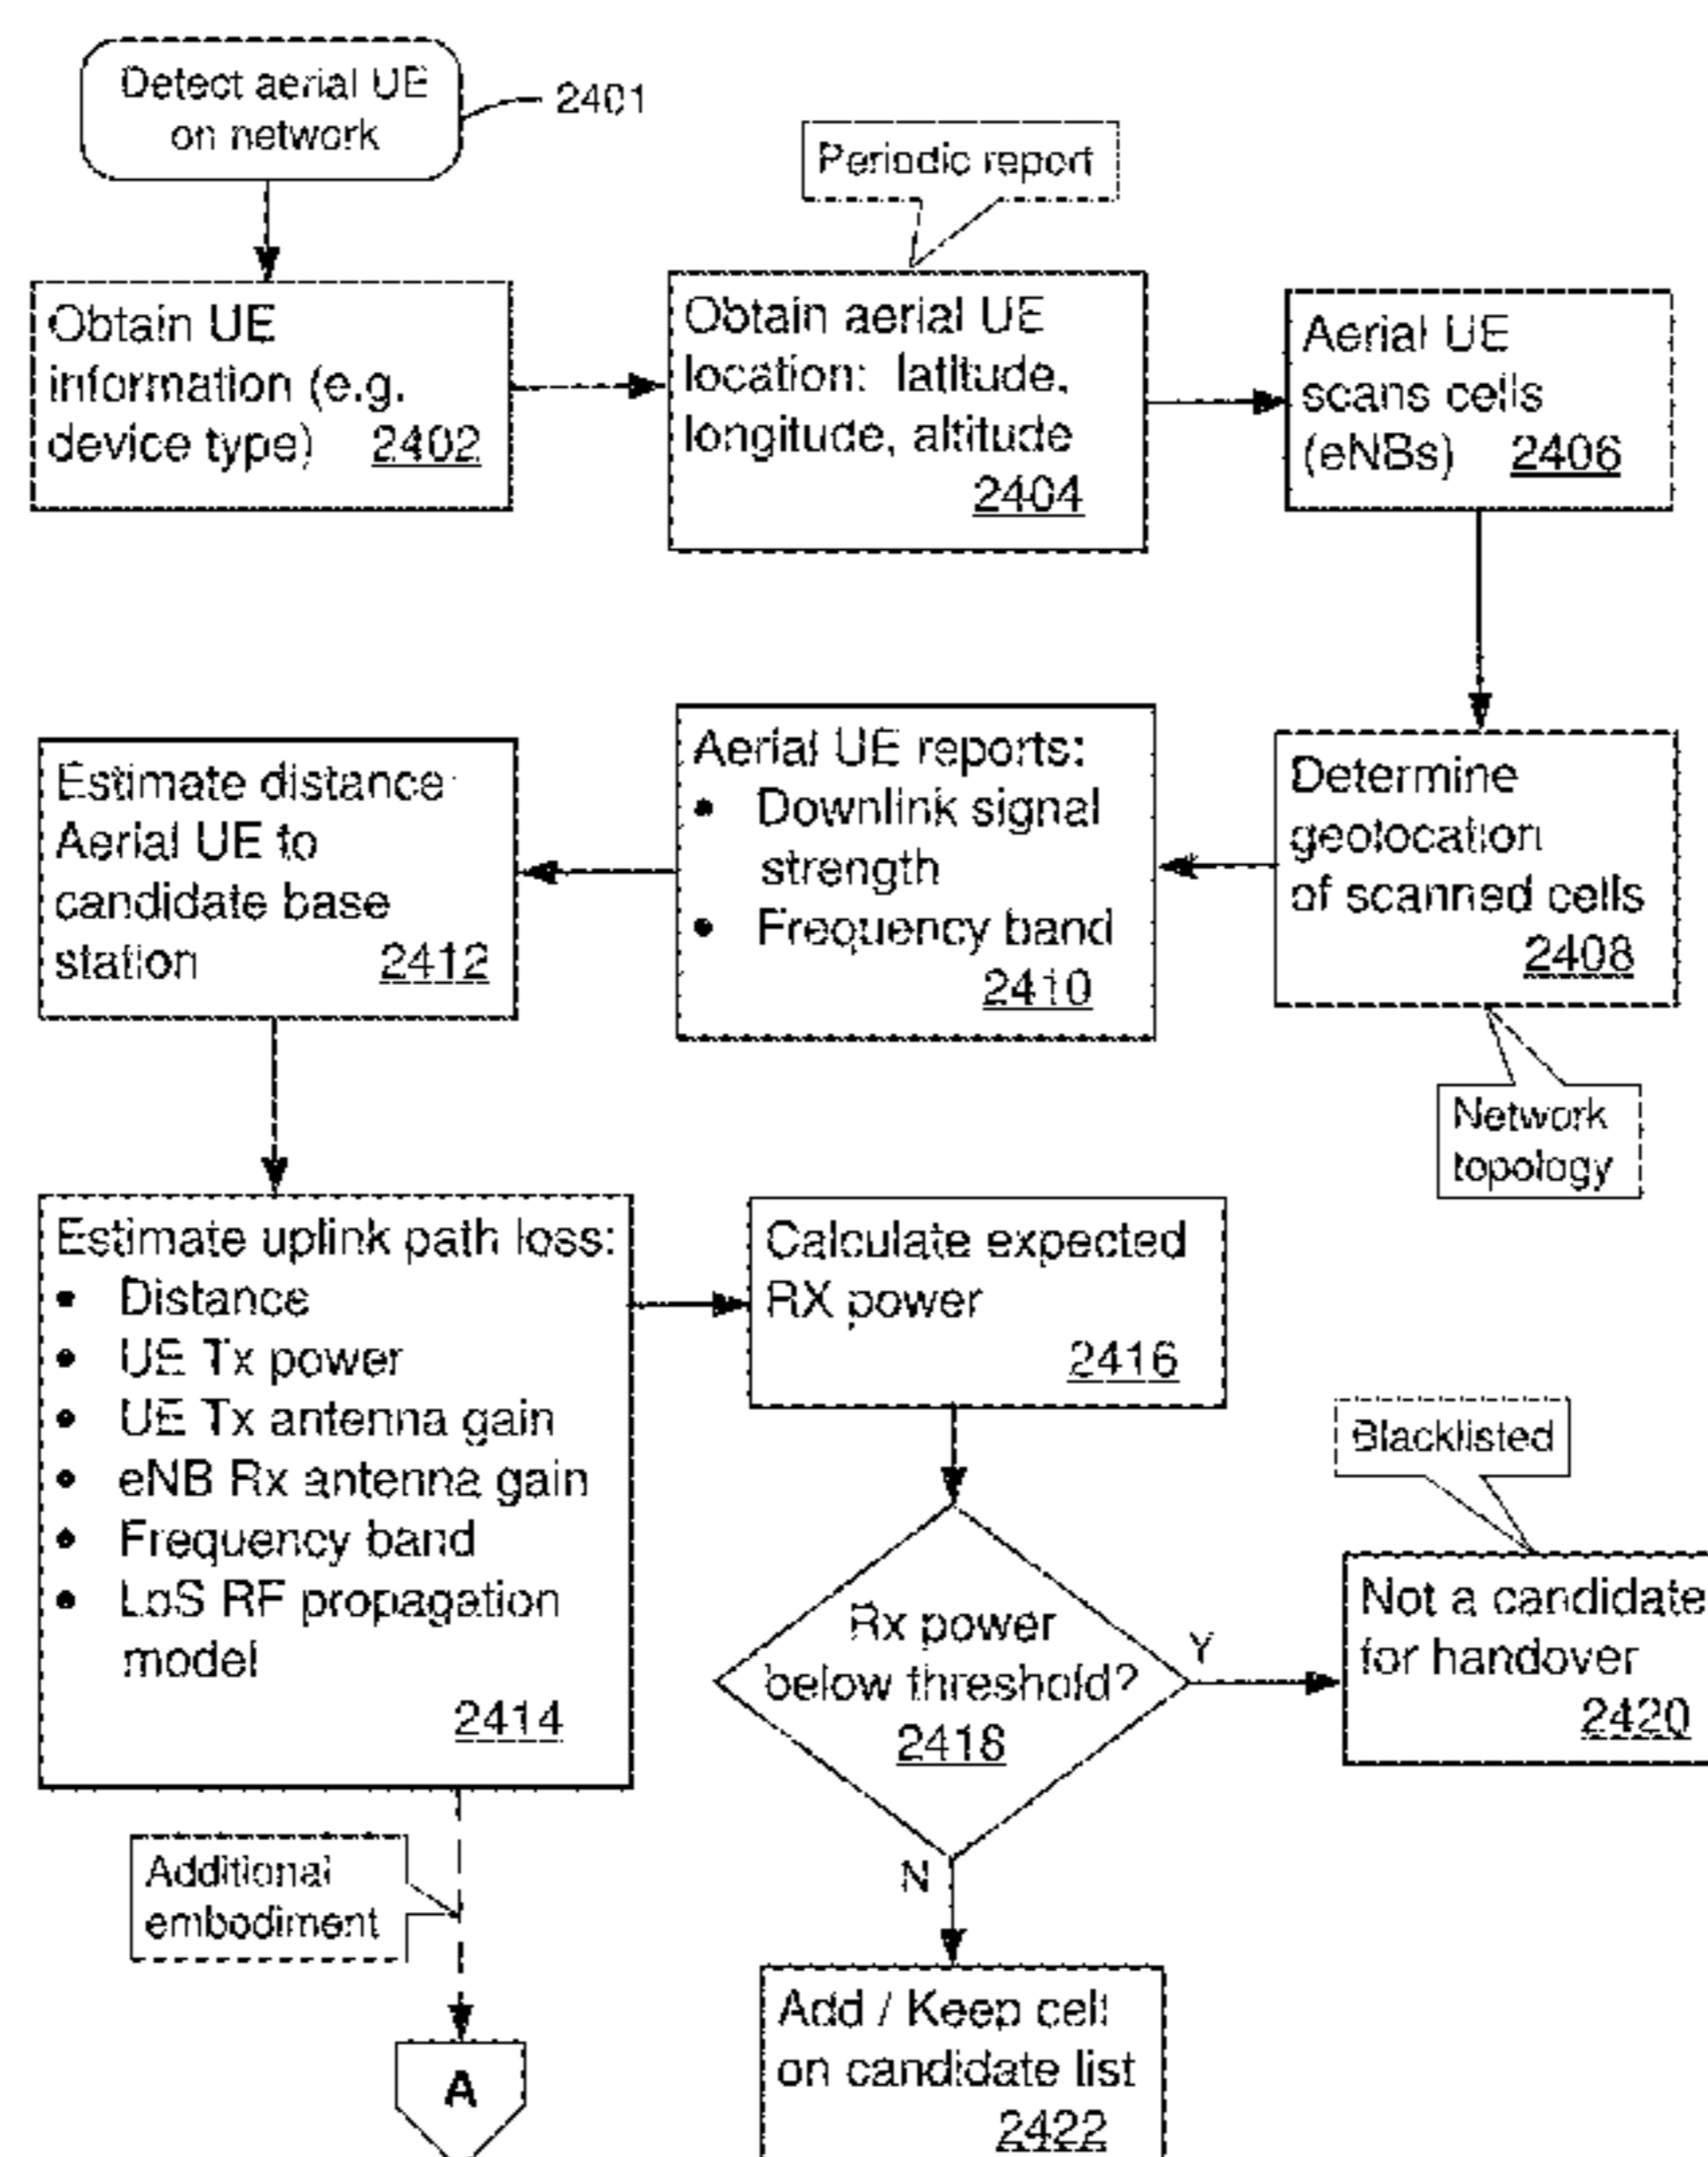 Detect aerial UE
on network
2401
Periodic report
Obtain UE
information (e.g.
device type) 2402
Obtain aerial UE
location: latitude,
longitude, altitude
2404
Aerial UE
scans cells
(eNBs) 2406
Estimate distance
Aerial UE to
candidate base
station 2412
Aerial UE reports:
• Downlink signal
strength
• Frequency band
2410
Determine
geolocation
of scanned cells
2408
Network
topology
Estimate uplink path loss:
• Distance
• UE Tx power
• UE Tx antenna gain
• eNB Rx antenna gain
• Frequency band
• LoS RF propagation
model
2414
Calculate expected
RX power
2416
Blacklisted
Rx power
below threshold?
2418
Y
Not a candidate
for handover
2420
N
Additional
embodiment
A
Add / Keep cell
on candidate list
2422